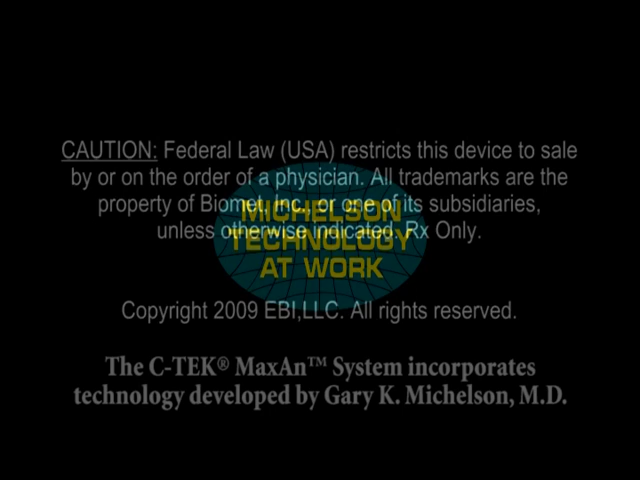 CAUTION: Federal Law (USA) restricts this device to sale
by or on the order of a physician. All trademarks are the
property of Biomet, Inc., or one of its subsidiaries,
unless otherwise indicated. Rx Only.
MICHELSON
TECHNOLOGY
AT WORK
Copyright 2009 EBI,LLC. All rights reserved.
The C-TEK® MaxAn™ System incorporates
technology developed by Gary K. Michelson, M.D.